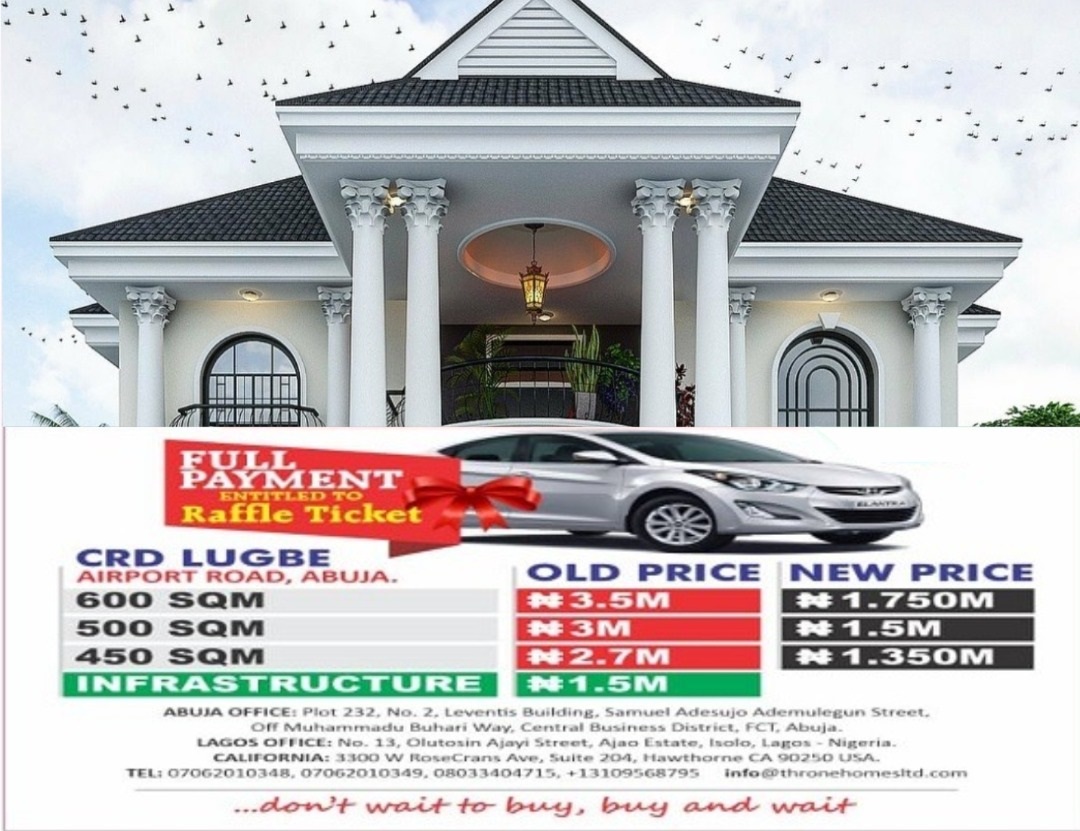 FULL
PAYMENT
ENTITLED TO
Raffle Ticket
ELANTRA
CRD LUGBE
AIRPORT ROAD, ABUJA.
OLD PRICE NEW PRICE
600 SQM ₦3.5M ₦1.750M
500 SQM ₦3M ₦1.5M
450 SQM ₦2.7M ₦1.350M
INFRASTRUCTURE ₦1.5M
ABUJA OFFICE: Plot 232, No. 2, Leventis Building, Samuel Adesujo Ademulegun Street,
Off Muhammadu Buhari Way, Central Business District, FCT, Abuja.
LAGOS OFFICE: No. 13, Olutosin Ajayi Street, Ajao Estate, Isolo, Lagos - Nigeria.
CALIFORNIA: 3300 W RoseCrans Ave, Suite 204, Hawthorne CA 90250 USA.
TEL: 07062010348, 07062010349, 08033404715, +13109568795 info@thronehomesltd.com
...don't wait to buy, buy and wait